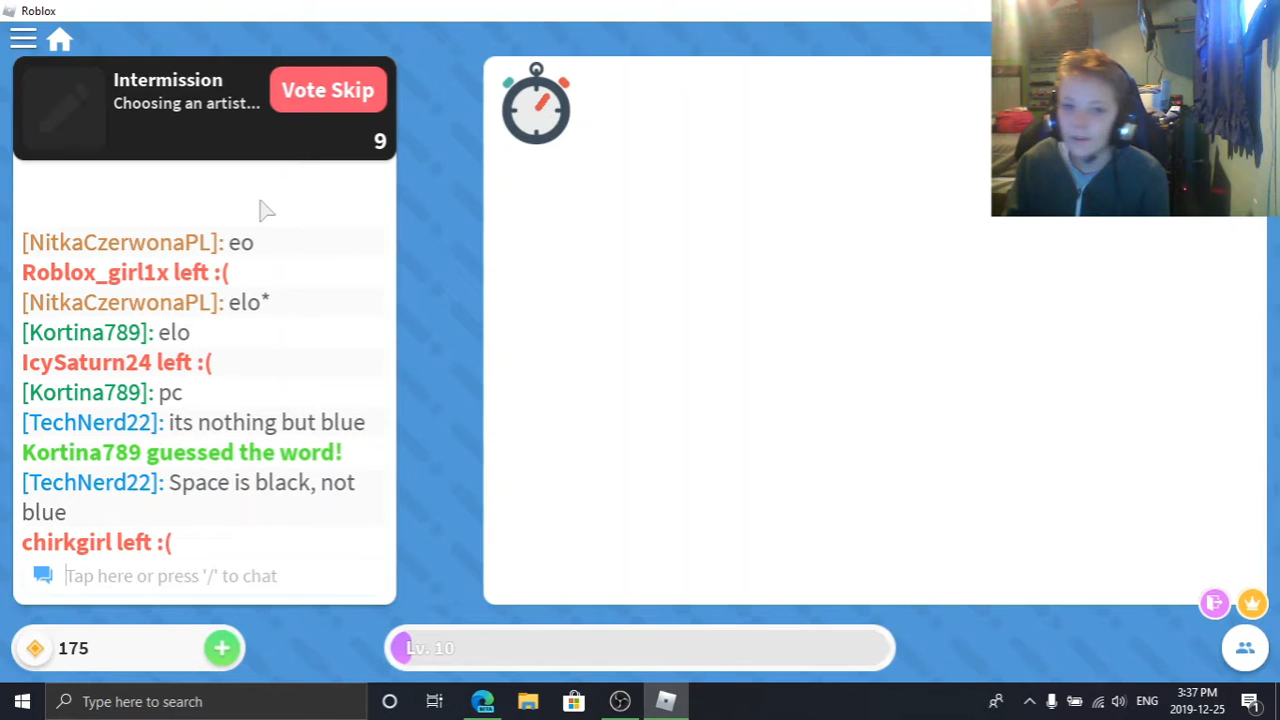 Roblox
Intermission
Choosing an artist...
Vote Skip
9
[NitkaCzerwonaPL]: eo
Roblox_girl1x left :(
[NitkaCzerwonaPL]: elo*
[Kortina789]: elo
IcySaturn24 left :(
[Kortina789]: pc
[TechNerd22]: its nothing but blue
Kortina789 guessed the word!
[TechNerd22]: Space is black, not
blue
chirkgirl left :(
Tap here or press '/' to chat
175
Lv. 10
Type here to search
ENG
3:37 PM
2019-12-25